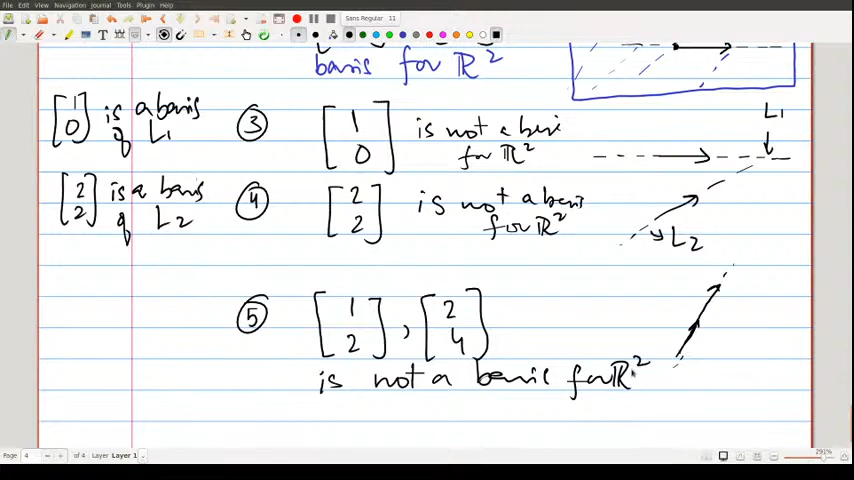 File Edit View Navigation Journal Tools Plugin Help
Sans Regular 11
basis for ℝ²
[1 0] is a basis of L1
③ [1 0] is not a basis for ℝ²
L1
[2 2] is a basis of L2
④ [2 2] is not a basis for ℝ²
L2
⑤ [1 2], [2 4]
is not a basis for ℝ²
Page 4 of 4 Layer Layer 1
291%